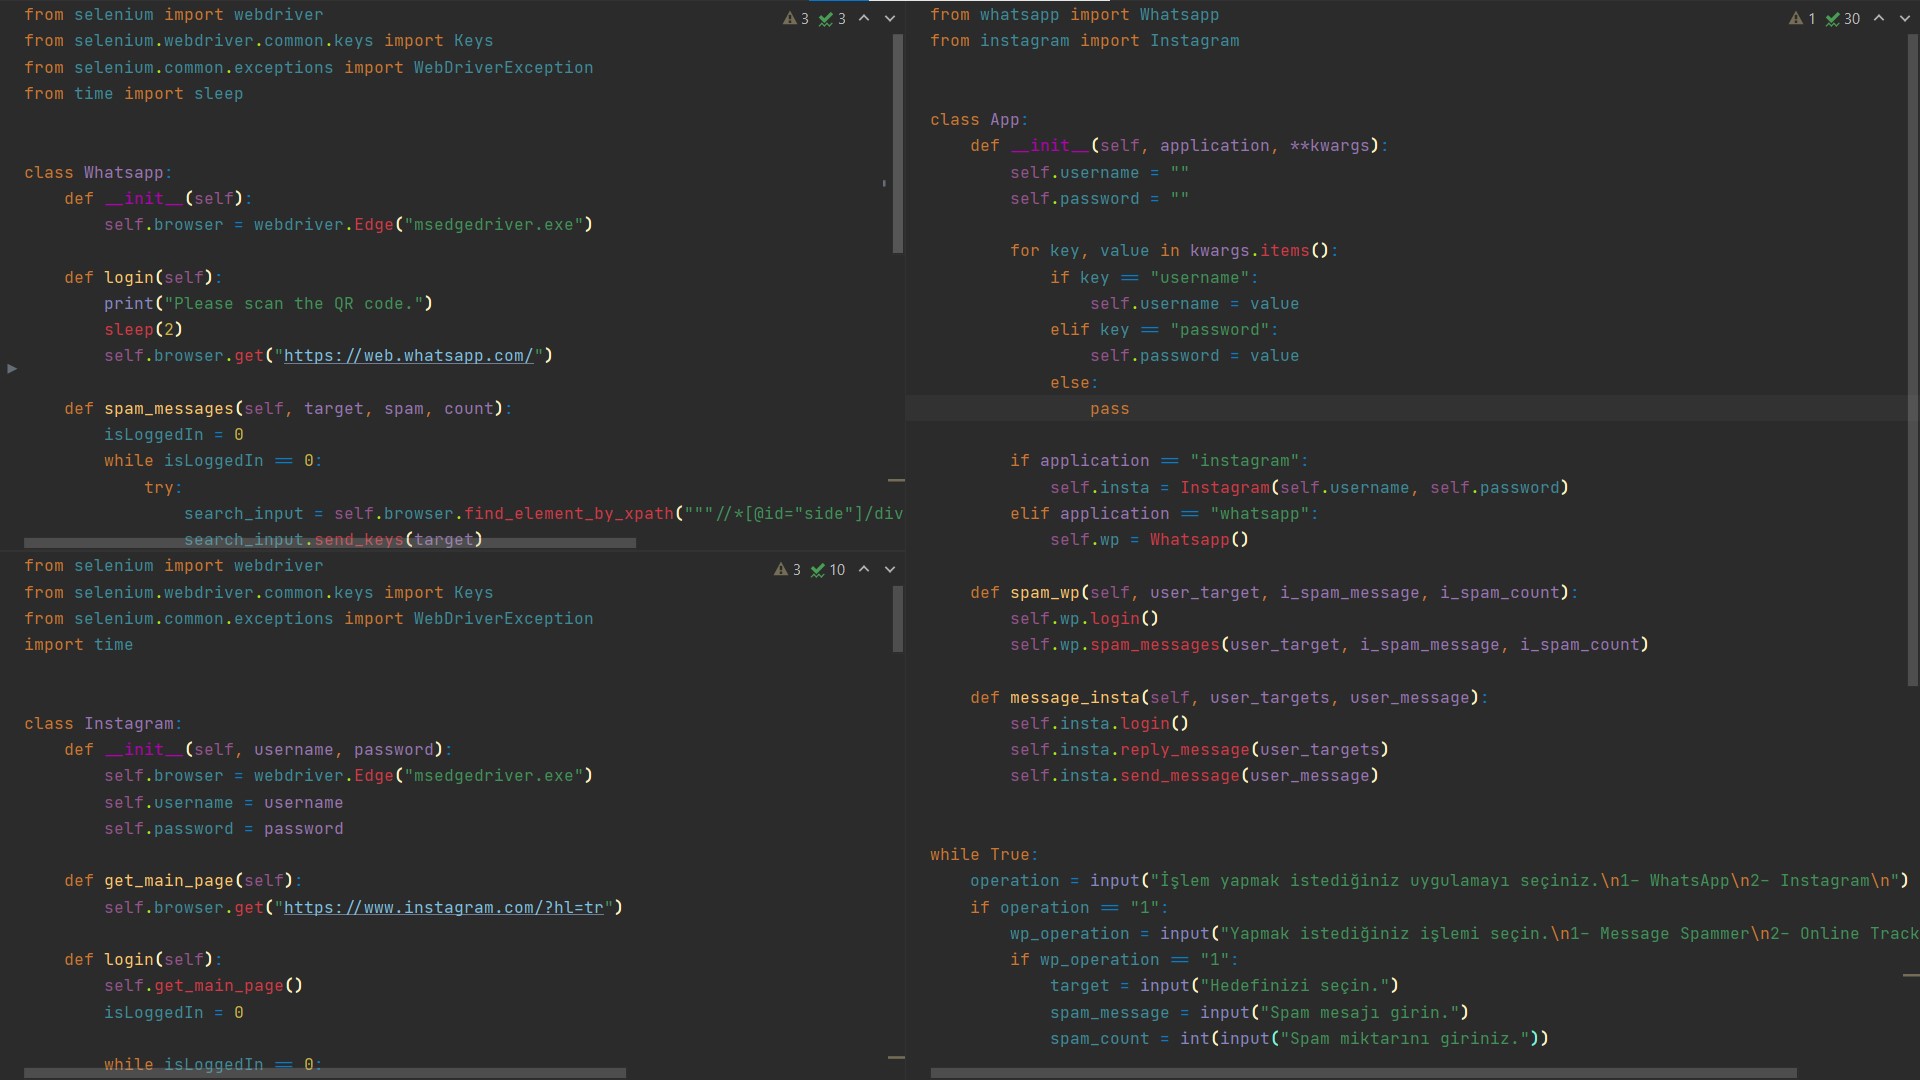 from selenium import webdriver
from selenium.webdriver.common.keys import Keys
from selenium.common.exceptions import WebDriverException
from time import sleep
3 3
class Whatsapp:
def __init__(self):
self.browser = webdriver.Edge("msedgedriver.exe")
def login(self):
print("Please scan the QR code.")
sleep(2)
self.browser.get("https://web.whatsapp.com/")
def spam_messages(self, target, spam, count):
isLoggedIn = 0
while isLoggedIn == 0:
try:
search_input = self.browser.find_element_by_xpath("""//*[@id="side"]/div
search_input.send_keys(target)
from selenium import webdriver
from selenium.webdriver.common.keys import Keys
from selenium.common.exceptions import WebDriverException
import time
3 10
class Instagram:
def __init__(self, username, password):
self.browser = webdriver.Edge("msedgedriver.exe")
self.username = username
self.password = password
def get_main_page(self):
self.browser.get("https://www.instagram.com/?hl=tr")
def login(self):
self.get_main_page()
isLoggedIn = 0
while isLoggedIn == 0:
from whatsapp import Whatsapp
from instagram import Instagram
1 30
class App:
def __init__(self, application, **kwargs):
self.username = ""
self.password = ""
for key, value in kwargs.items():
if key == "username":
self.username = value
elif key == "password":
self.password = value
else:
pass
if application == "instagram":
self.insta = Instagram(self.username, self.password)
elif application == "whatsapp":
self.wp = Whatsapp()
def spam_wp(self, user_target, i_spam_message, i_spam_count):
self.wp.login()
self.wp.spam_messages(user_target, i_spam_message, i_spam_count)
def message_insta(self, user_targets, user_message):
self.insta.login()
self.insta.reply_message(user_targets)
self.insta.send_message(user_message)
while True:
operation = input("İşlem yapmak istediğiniz uygulamayı seçiniz.\n1- WhatsApp\n2- Instagram\n")
if operation == "1":
wp_operation = input("Yapmak istediğiniz işlemi seçin.\n1- Message Spammer\n2- Online Track
if wp_operation == "1":
target = input("Hedefinizi seçin.")
spam_message = input("Spam mesajı girin.")
spam_count = int(input("Spam miktarını giriniz."))